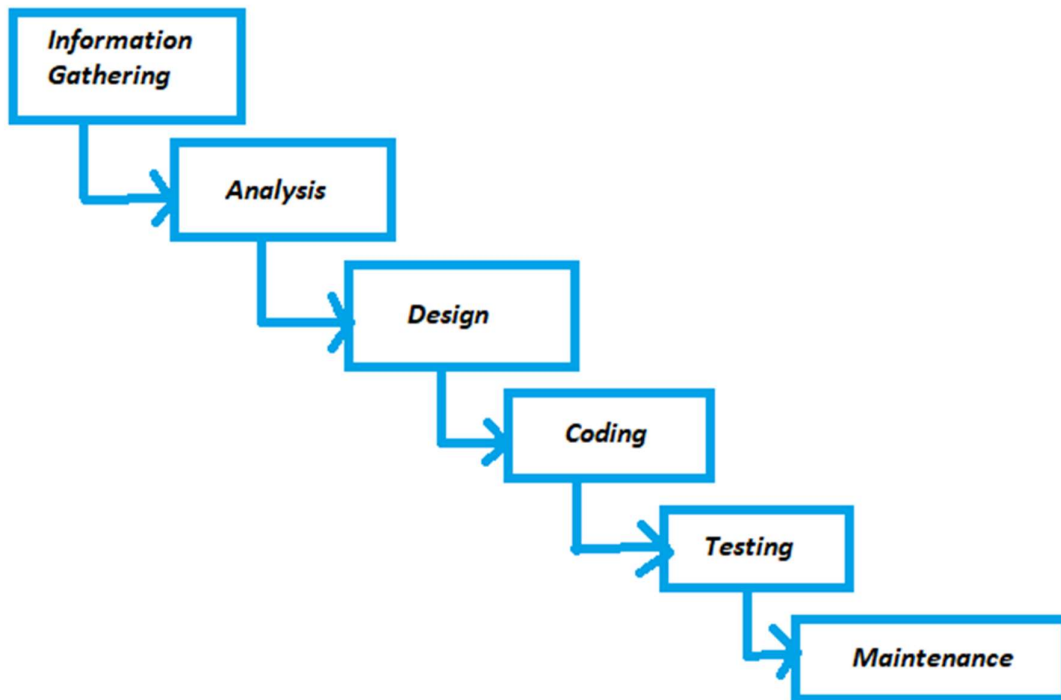 Information
Gathering
Analysis
Design
Coding
Testing
Maintenance